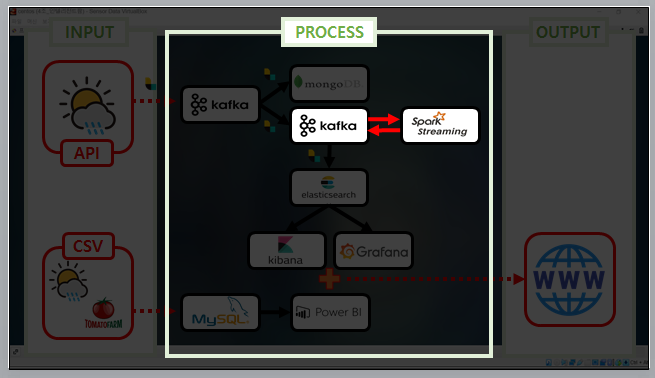 INPUT
PROCESS
OUTPUT
API
kafka
mongoDB
kafka
Spark
Streaming
elasticsearch
CSV
kibana
Grafana
WWW
TOMATOFARM
MySQL
Power BI